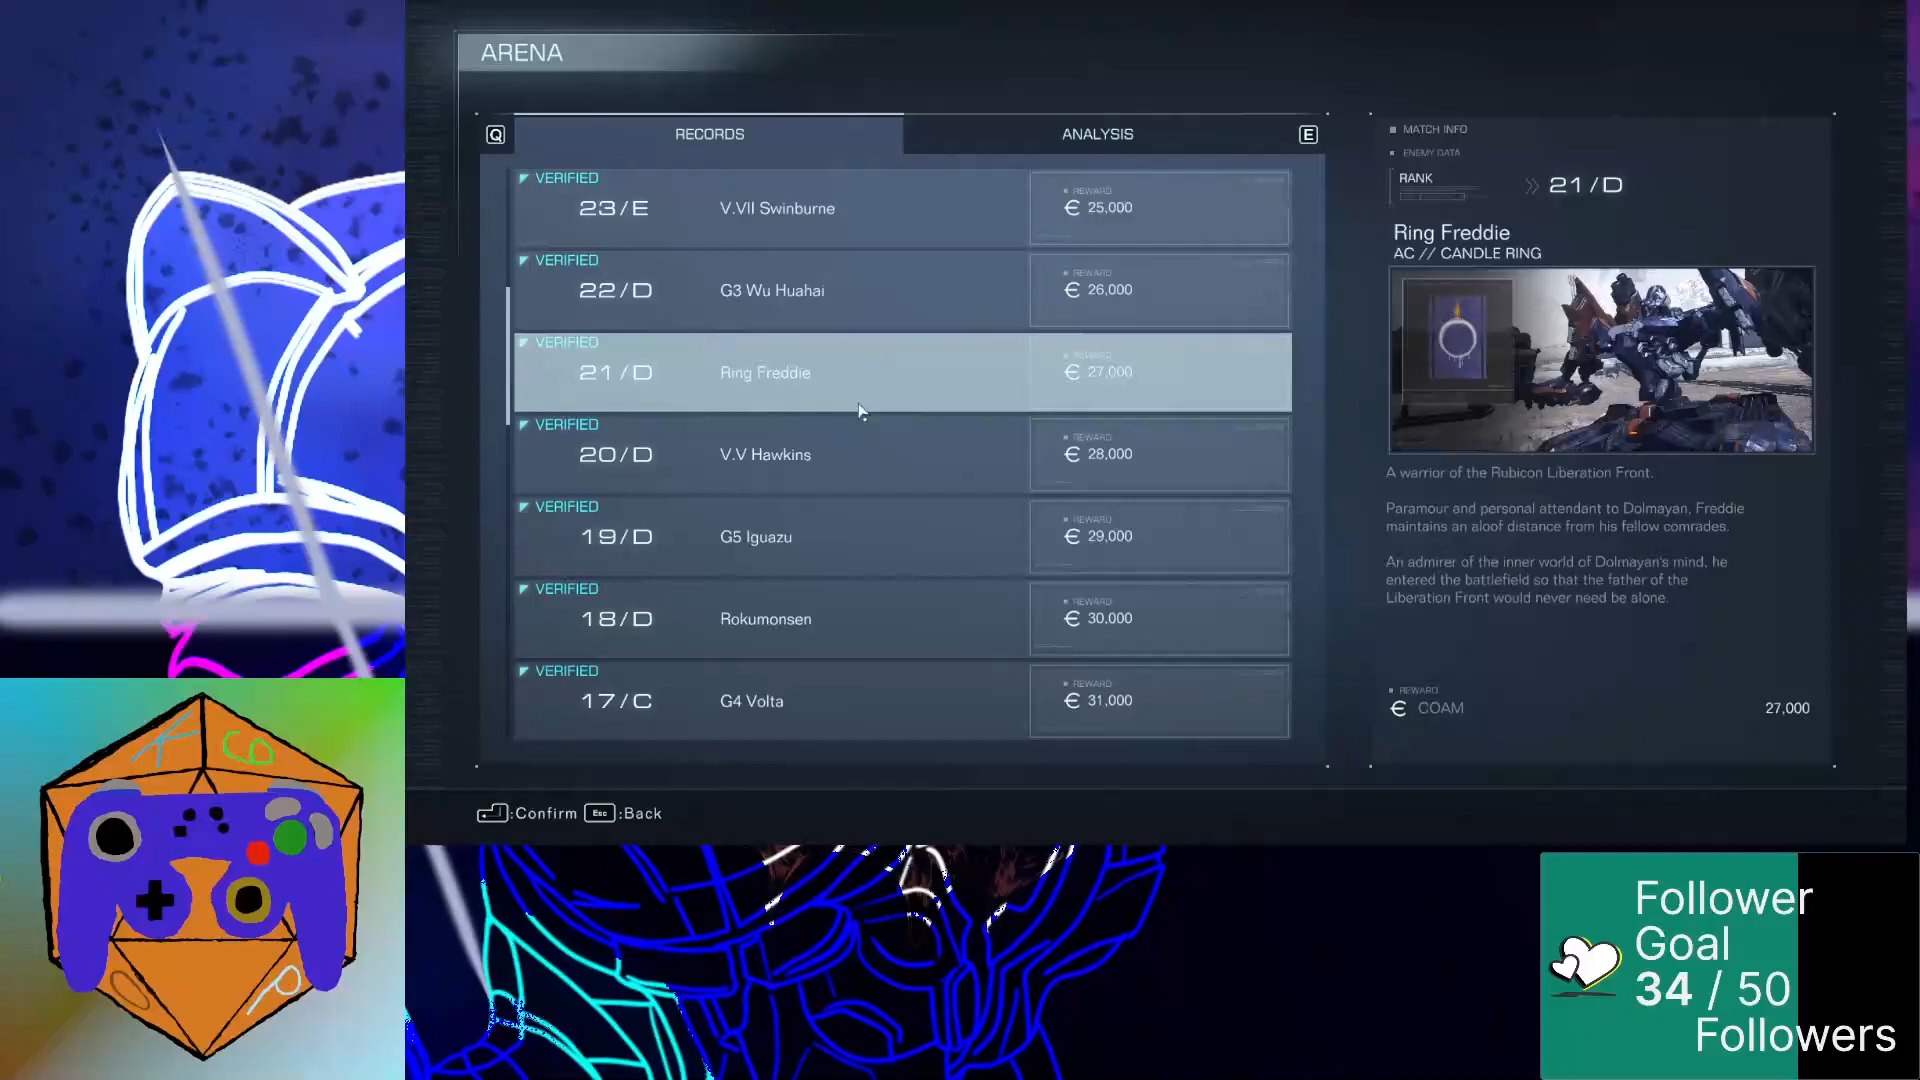 ARENA
Q
RECORDS
ANALYSIS
E
VERIFIED
23/E
V.VII Swinburne
REWARD
25,000
VERIFIED
22/D
G3 Wu Huahai
REWARD
26,000
VERIFIED
21/D
Ring Freddie
REWARD
27,000
VERIFIED
20/D
V.V Hawkins
REWARD
28,000
VERIFIED
19/D
G5 Iguazu
REWARD
29,000
VERIFIED
18/D
Rokumonsen
REWARD
30,000
VERIFIED
17/C
G4 Volta
REWARD
31,000
MATCH INFO
ENEMY DATA
RANK
21/D
Ring Freddie
AC // CANDLE RING
A warrior of the Rubicon Liberation Front.
Paramour and personal attendant to Dolmayan, Freddie
maintains an aloof distance from his fellow comrades.
An admirer of the inner world of Dolmayan's mind, he
entered the battlefield so that the father of the
Liberation Front would never need be alone.
REWARD
COAM
27,000
:Confirm Esc :Back
Follower
Goal
34 / 50
Followers